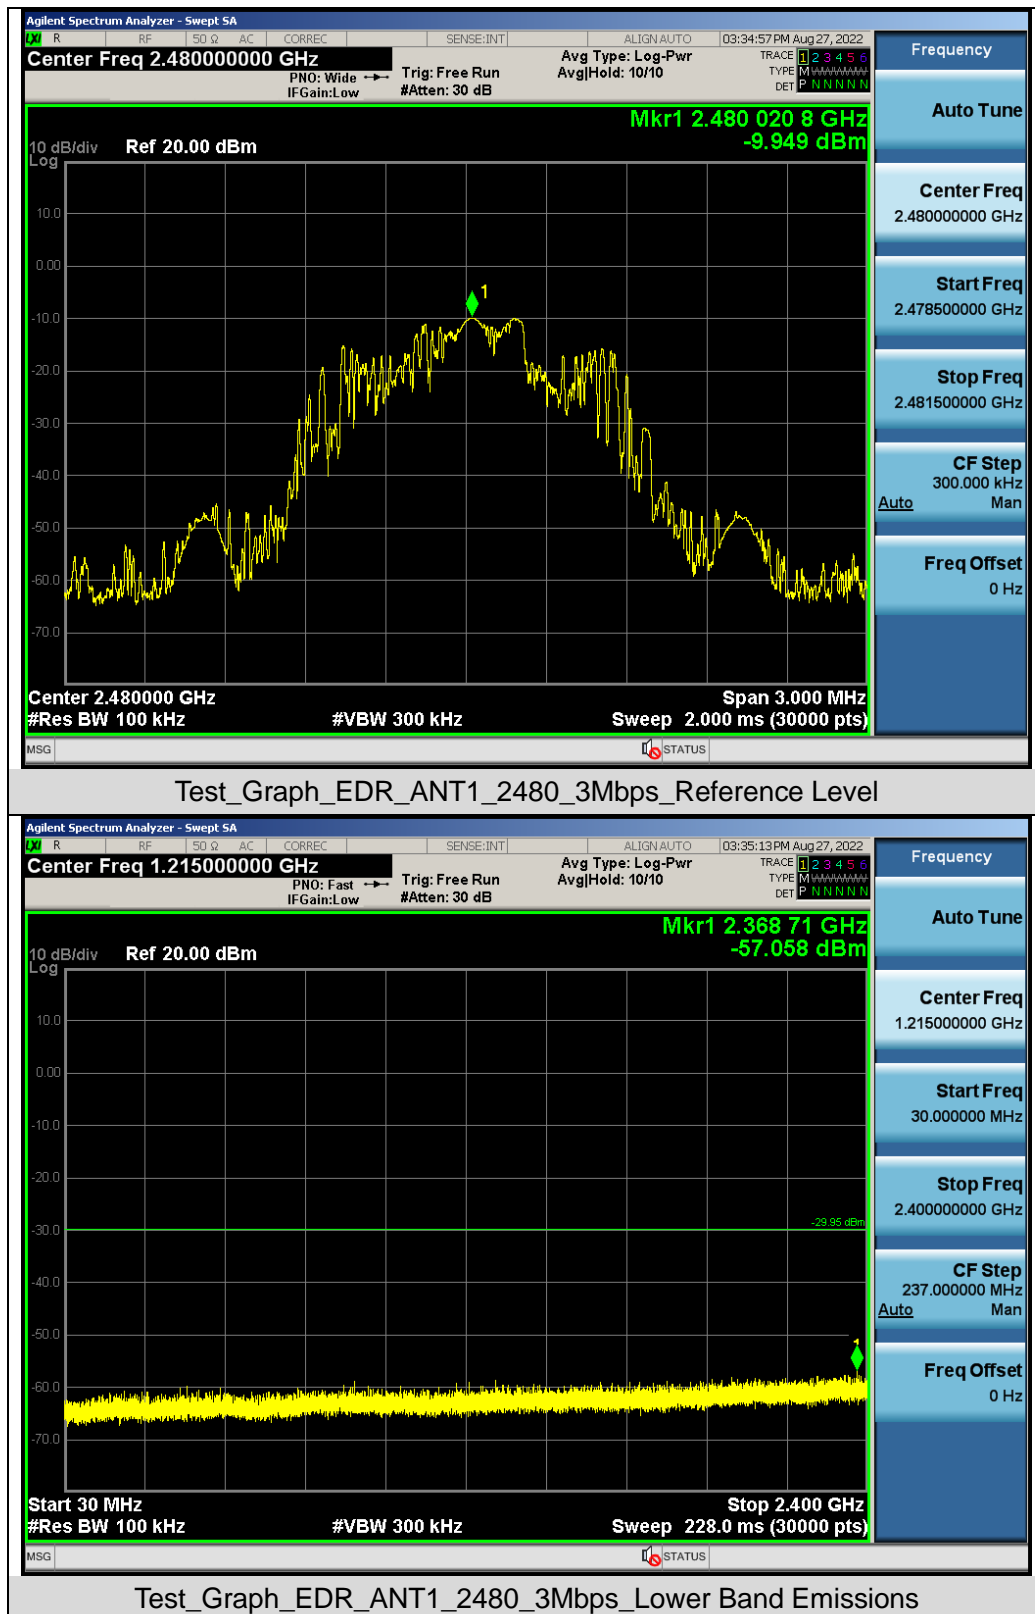 Agilent Spectrum Analyzer - Swept SA
LXI R RF 50 Ω AC CORREC SENSE:INT ALIGN AUTO 03:34:57 PM Aug 27, 2022
Center Freq 2.480000000 GHz
PNO: Wide
IFGain:Low
Trig: Free Run
#Atten: 30 dB
Avg Type: Log-Pwr
Avg|Hold: 10/10
TRACE 1 2 3 4 5 6
TYPE M WWWWW
DET P N N N N N
Mkr1 2.480 020 8 GHz
-9.949 dBm
10 dB/div Ref 20.00 dBm
Log
10.0
0.00
1
-10.0
-20.0
-30.0
-40.0
-50.0
-60.0
-70.0
Center 2.480000 GHz Span 3.000 MHz
#Res BW 100 kHz #VBW 300 kHz Sweep 2.000 ms (30000 pts)
MSG STATUS
Frequency
Auto Tune
Center Freq
2.480000000 GHz
Start Freq
2.478500000 GHz
Stop Freq
2.481500000 GHz
CF Step
300.000 kHz
Auto Man
Freq Offset
0 Hz
Test_Graph_EDR_ANT1_2480_3Mbps_Reference Level
Agilent Spectrum Analyzer - Swept SA
LXI R RF 50 Ω AC CORREC SENSE:INT ALIGN AUTO 03:35:13 PM Aug 27, 2022
Center Freq 1.215000000 GHz
PNO: Fast
IFGain:Low
Trig: Free Run
#Atten: 30 dB
Avg Type: Log-Pwr
Avg|Hold: 10/10
TRACE 1 2 3 4 5 6
TYPE M WWWWW
DET P N N N N N
Mkr1 2.368 71 GHz
-57.058 dBm
10 dB/div Ref 20.00 dBm
Log
10.0
0.00
-10.0
-20.0
-29.95 dBm
-30.0
-40.0
-50.0
1
-60.0
-70.0
Start 30 MHz Stop 2.400 GHz
#Res BW 100 kHz #VBW 300 kHz Sweep 228.0 ms (30000 pts)
MSG STATUS
Frequency
Auto Tune
Center Freq
1.215000000 GHz
Start Freq
30.000000 MHz
Stop Freq
2.400000000 GHz
CF Step
237.000000 MHz
Auto Man
Freq Offset
0 Hz
Test_Graph_EDR_ANT1_2480_3Mbps_Lower Band Emissions